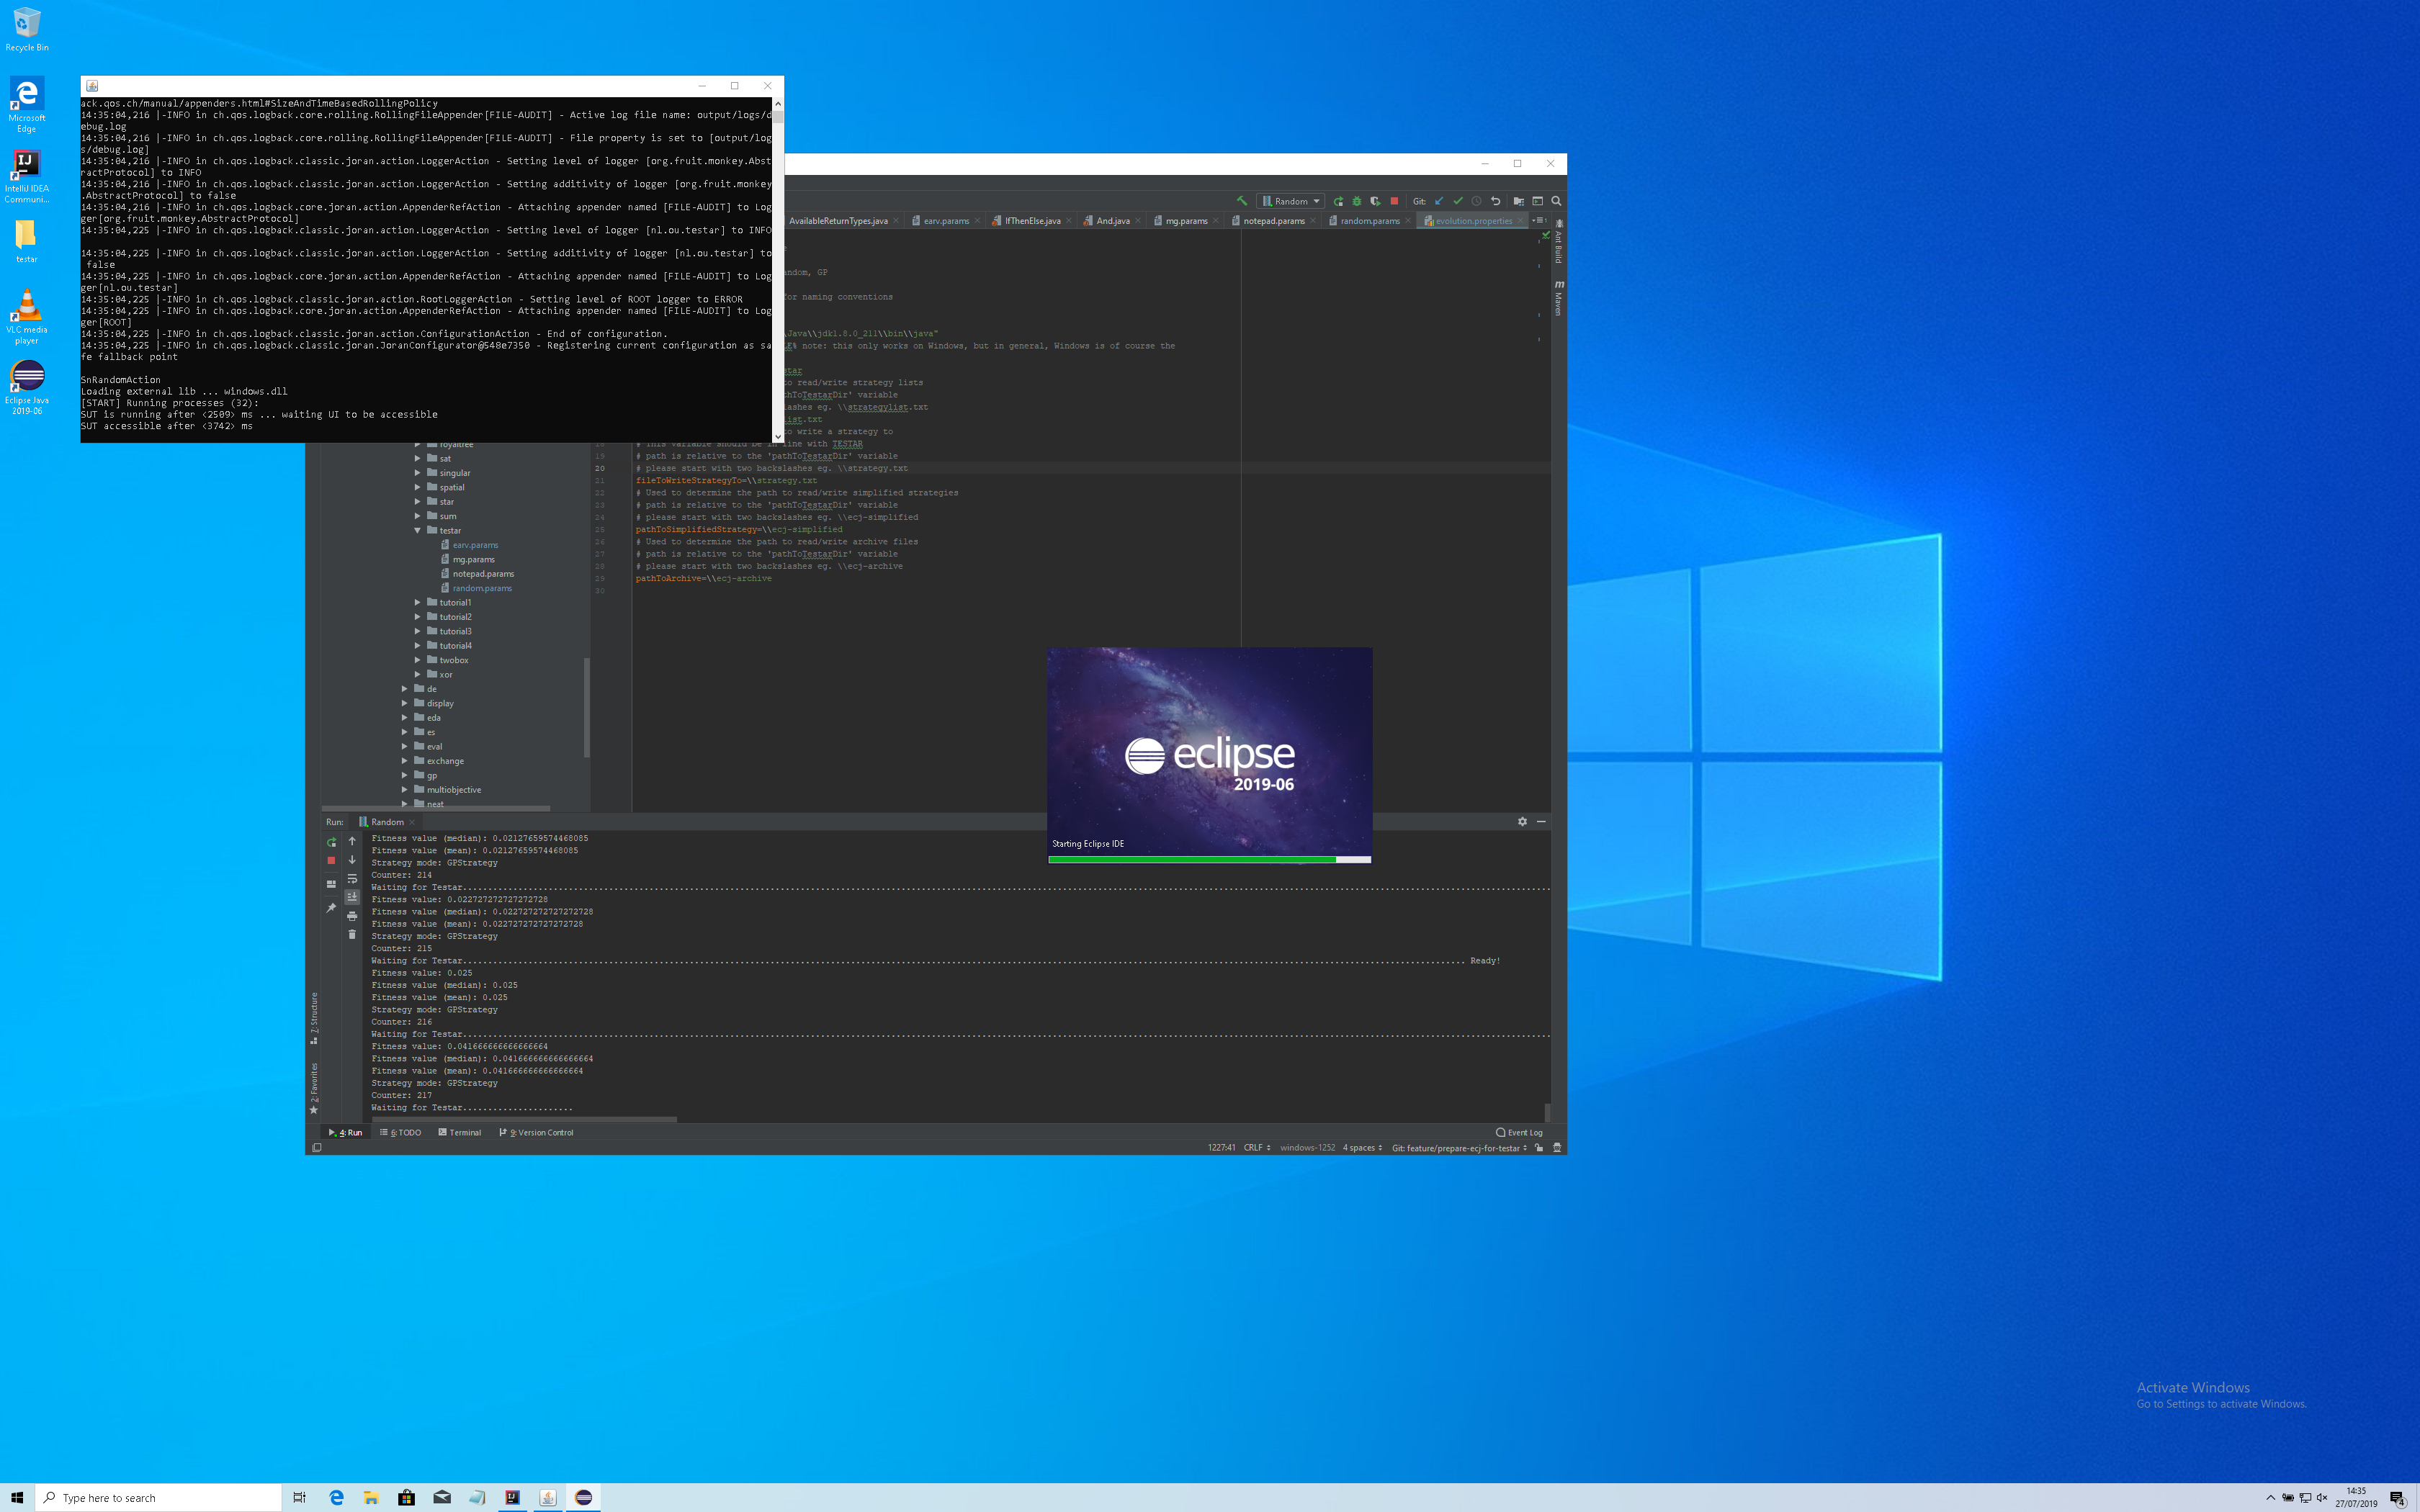 Recycle Bin
Microsoft
Edge
IntelliJ IDEA
Communi...
testar
VLC media
player
Eclipse Java
2019-06
ack.qos.ch/manual/appenders.html#SizeAndTimeBasedRollingPolicy
14:35:04,216 |-INFO in ch.qos.logback.core.rolling.RollingFileAppender[FILE-AUDIT] - Active log file name: output/logs/d
ebug.log
14:35:04,216 |-INFO in ch.qos.logback.core.rolling.RollingFileAppender[FILE-AUDIT] - File property is set to [output/log
s/debug.log]
14:35:04,216 |-INFO in ch.qos.logback.classic.joran.action.LoggerAction - Setting level of logger [org.fruit.monkey.Abst
ractProtocol] to INFO
14:35:04,216 |-INFO in ch.qos.logback.classic.joran.action.LoggerAction - Setting additivity of logger [org.fruit.monkey
.AbstractProtocol] to false
14:35:04,216 |-INFO in ch.qos.logback.core.joran.action.AppenderRefAction - Attaching appender named [FILE-AUDIT] to Log
ger[org.fruit.monkey.AbstractProtocol]
14:35:04,225 |-INFO in ch.qos.logback.classic.joran.action.LoggerAction - Setting level of logger [nl.ou.testar] to INFO
14:35:04,225 |-INFO in ch.qos.logback.classic.joran.action.LoggerAction - Setting additivity of logger [nl.ou.testar] to
false
14:35:04,225 |-INFO in ch.qos.logback.core.joran.action.AppenderRefAction - Attaching appender named [FILE-AUDIT] to Log
ger[nl.ou.testar]
14:35:04,225 |-INFO in ch.qos.logback.classic.joran.action.RootLoggerAction - Setting level of ROOT logger to ERROR
14:35:04,225 |-INFO in ch.qos.logback.core.joran.action.AppenderRefAction - Attaching appender named [FILE-AUDIT] to Log
ger[ROOT]
14:35:04,225 |-INFO in ch.qos.logback.classic.joran.action.ConfigurationAction - End of configuration.
14:35:04,225 |-INFO in ch.qos.logback.classic.joran.JoranConfigurator@548e7350 - Registering current configuration as sa
fe fallback point
SnRandomAction
Loading external lib ... windows.dll
[START] Running processes (32):
SUT is running after <2509> ms ... waiting UI to be accessible
SUT accessible after <3742> ms
Random
Git:
AvailableReturnTypes.java
earv.params
IfThenElse.java
And.java
mg.params
notepad.params
random.params
evolution.properties
Ant Build
Maven
andom, GP
for naming conventions
\Java\\jdk1.8.0_211\\bin\\java"
LE% note: this only works on Windows, but in general, Windows is of course the
star
to read/write strategy lists
thToTestarDir' variable
lashes eg. \\strategylist.txt
list.txt
to write a strategy to
# This variable should be in line with TESTAR
19 # path is relative to the 'pathToTestarDir' variable
20 # please start with two backslashes eg. \\strategy.txt
21 fileToWriteStrategyTo=\\strategy.txt
22 # Used to determine the path to read/write simplified strategies
23 # path is relative to the 'pathToTestarDir' variable
24 # please start with two backslashes eg. \\ecj-simplified
25 pathToSimplifiedStrategy=\\ecj-simplified
26 # Used to determine the path to read/write archive files
27 # path is relative to the 'pathToTestarDir' variable
28 # please start with two backslashes eg. \\ecj-archive
29 pathToArchive=\\ecj-archive
30
royaltree
sat
singular
spatial
star
sum
testar
earv.params
mg.params
notepad.params
random.params
tutorial1
tutorial2
tutorial3
tutorial4
twobox
xor
de
display
eda
es
eval
exchange
gp
multiobjective
neat
eclipse
2019-06
Starting Eclipse IDE
Run:
Random
Fitness value (median): 0.02127659574468085
Fitness value (mean): 0.02127659574468085
Strategy mode: GPStrategy
Counter: 214
Waiting for Testar................
Fitness value: 0.022727272727272728
Fitness value (median): 0.022727272727272728
Fitness value (mean): 0.022727272727272728
Strategy mode: GPStrategy
Counter: 215
Waiting for Testar................ Ready!
Fitness value: 0.025
Fitness value (median): 0.025
Fitness value (mean): 0.025
Strategy mode: GPStrategy
Counter: 216
Waiting for Testar................
Fitness value: 0.041666666666666664
Fitness value (median): 0.041666666666666664
Fitness value (mean): 0.041666666666666664
Strategy mode: GPStrategy
Counter: 217
Waiting for Testar......................
7: Structure
2: Favorites
4: Run
6: TODO
Terminal
9: Version Control
Event Log
1227:41
CRLF
windows-1252
4 spaces
Git: feature/prepare-ecj-for-testar
Activate Windows
Go to Settings to activate Windows.
Type here to search
14:35
27/07/2019
4